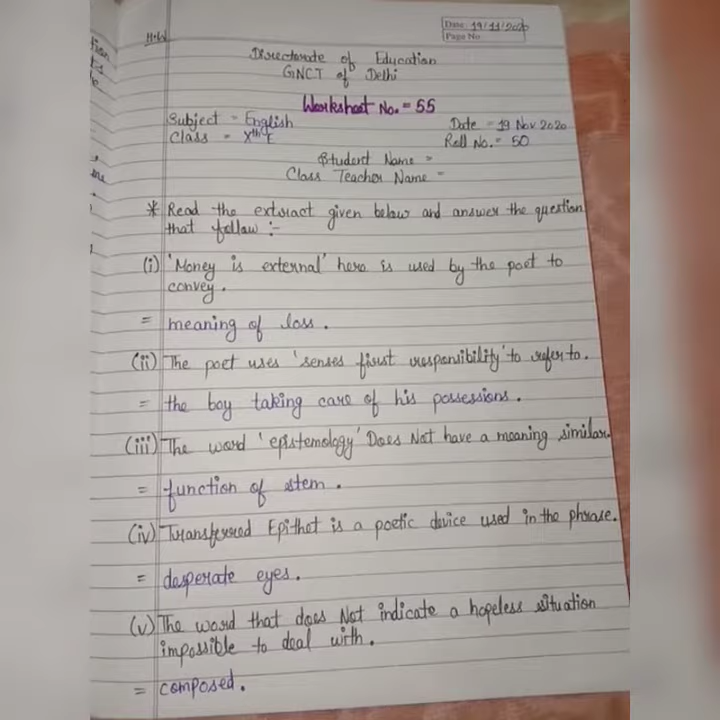 Date: 19/11/2020
Page No
H.W
Directorate of Education
GNCT of Delhi
Worksheet No. = 55
Subject = English
Date = 19 Nov 2020
Class = Xth E
Roll No. = 50
Student Name =
Class Teacher Name =
* Read the extract given below and answer the question
that follow :-
(i) 'Money is external' here is used by the poet to
convey.
= meaning of loss.
(ii) The poet uses 'senses first responsibility' to refer to.
= the boy taking care of his possessions.
(iii) The word 'epistemology' Does Not have a meaning similar.
= function of stem.
(iv) Transferred Epithet is a poetic device used in the phrase.
= desperate eyes.
(v) The word that does Not indicate a hopeless situation
impossible to deal with.
= composed.